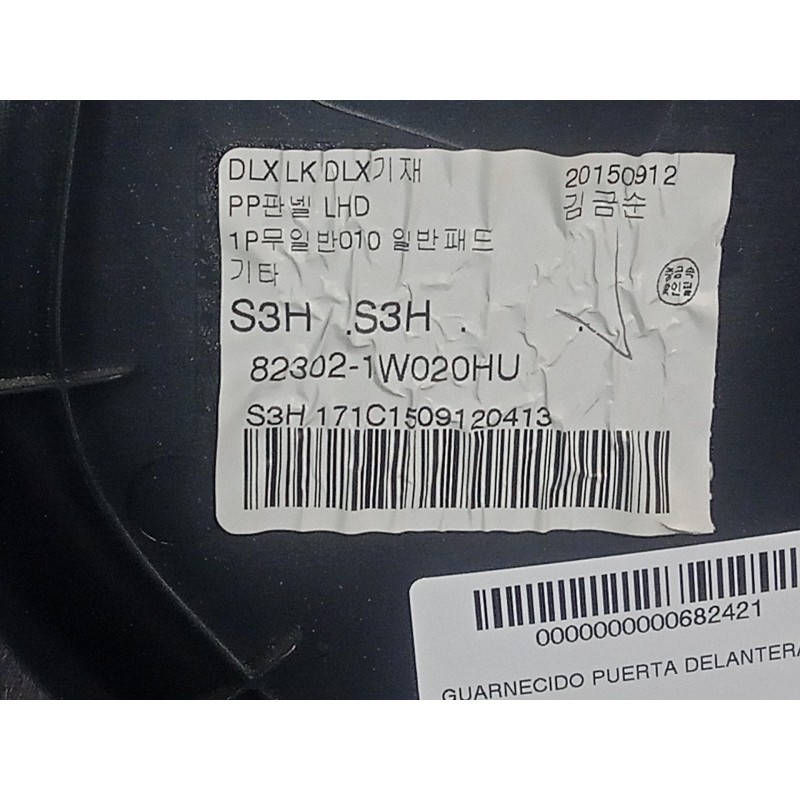 DLX LK DLX기재 20150912
PP판넬 LHD 김금순
1P무일반010 일반패드
기타
S3H .S3H .
82302-1W020HU
S3H 171C1509120413
0000000000682421
GUARNECIDO PUERTA DELANTERA